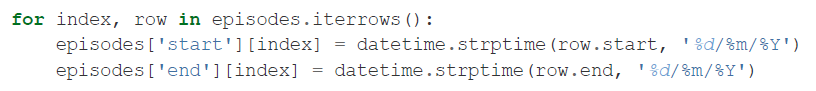 for index, row in episodes.iterrows():
    episodes['start'][index] = datetime.strptime(row.start, '%d/%m/%Y')
    episodes['end'][index] = datetime.strptime(row.end, '%d/%m/%Y')